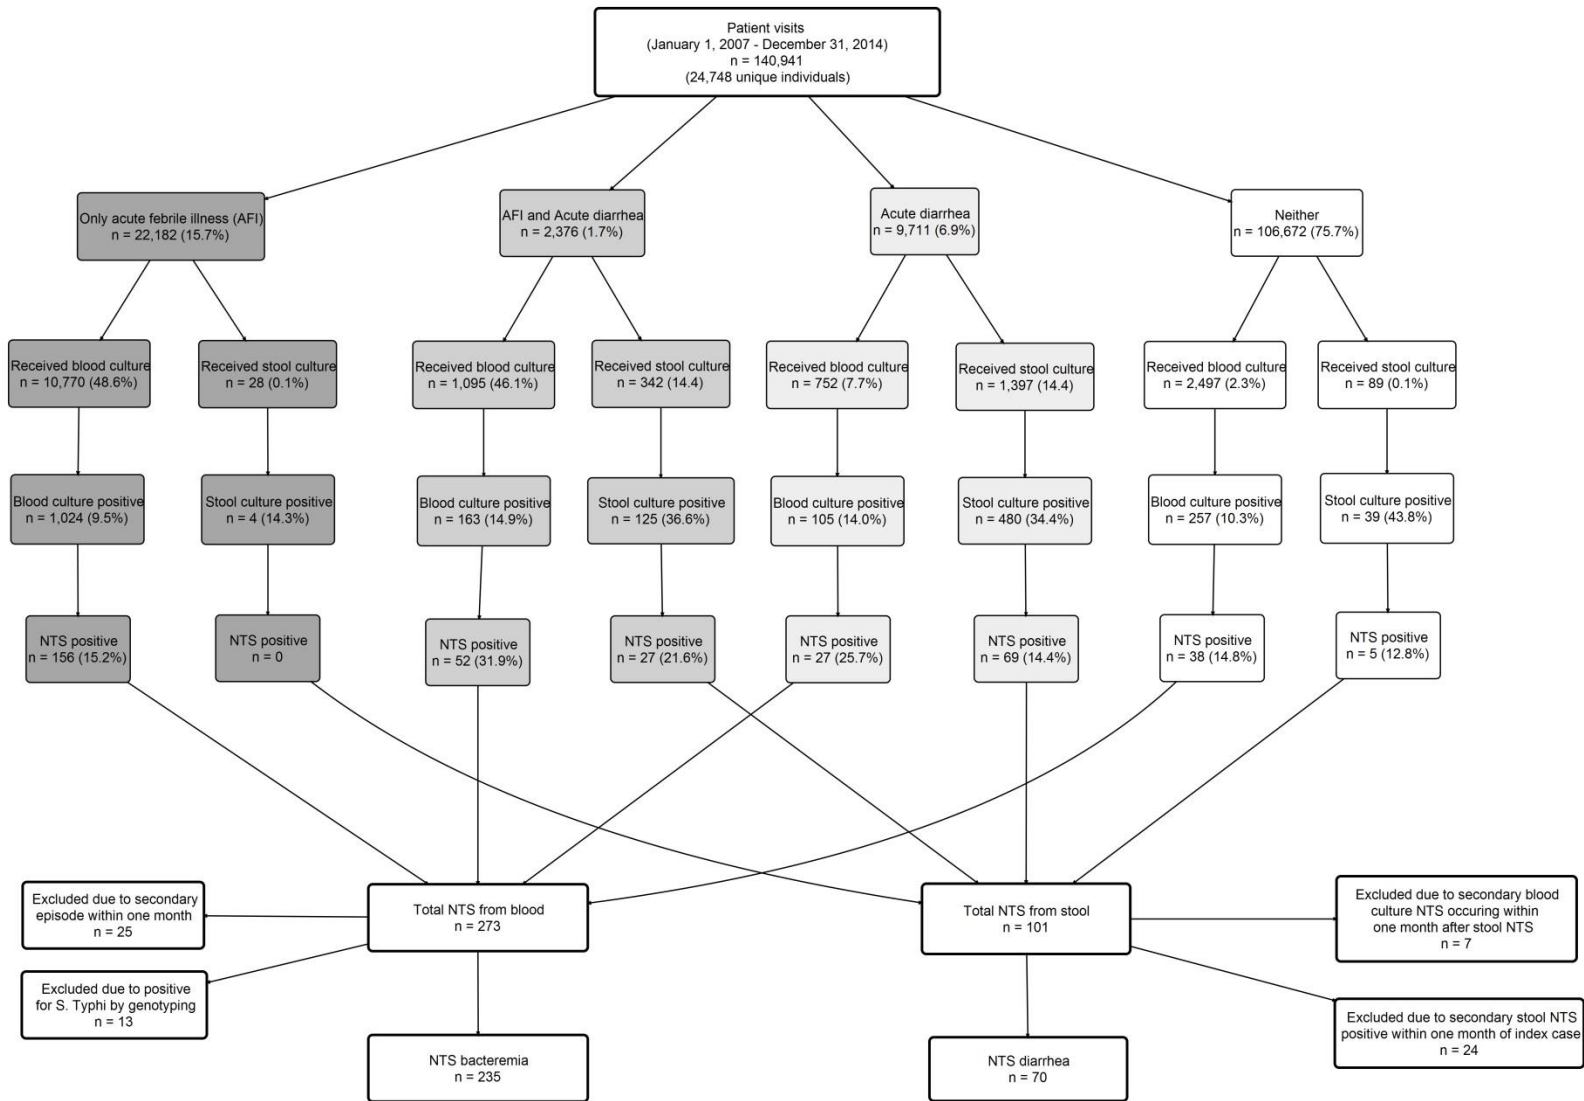 Patient visits
(January 1, 2007 - December 31, 2014)
n = 140,941
(24,748 unique individuals)
Only acute febrile illness (AFI)
n = 22,182 (15.7%)
AFI and Acute diarrhea
n = 2,376 (1.7%)
Acute diarrhea
n = 9,711 (6.9%)
Neither
n = 106,672 (75.7%)
Received blood culture
n = 10,770 (48.6%)
Received stool culture
n = 28 (0.1%)
Received blood culture
n = 1,095 (46.1%)
Received stool culture
n = 342 (14.4)
Received blood culture
n = 752 (7.7%)
Received stool culture
n = 1,397 (14.4)
Received blood culture
n = 2,497 (2.3%)
Received stool culture
n = 89 (0.1%)
Blood culture positive
n = 1,024 (9.5%)
Stool culture positive
n = 4 (14.3%)
Blood culture positive
n = 163 (14.9%)
Stool culture positive
n = 125 (36.6%)
Blood culture positive
n = 105 (14.0%)
Stool culture positive
n = 480 (34.4%)
Blood culture positive
n = 257 (10.3%)
Stool culture positive
n = 39 (43.8%)
NTS positive
n = 156 (15.2%)
NTS positive
n = 0
NTS positive
n = 52 (31.9%)
NTS positive
n = 27 (21.6%)
NTS positive
n = 27 (25.7%)
NTS positive
n = 69 (14.4%)
NTS positive
n = 38 (14.8%)
NTS positive
n = 5 (12.8%)
Excluded due to secondary
episode within one month
n = 25
Total NTS from blood
n = 273
Total NTS from stool
n = 101
Excluded due to secondary blood
culture NTS occuring within
one month after stool NTS
n = 7
Excluded due to positive
for S. Typhi by genotyping
n = 13
NTS bacteremia
n = 235
NTS diarrhea
n = 70
Excluded due to secondary stool NTS
positive within one month of index case
n = 24